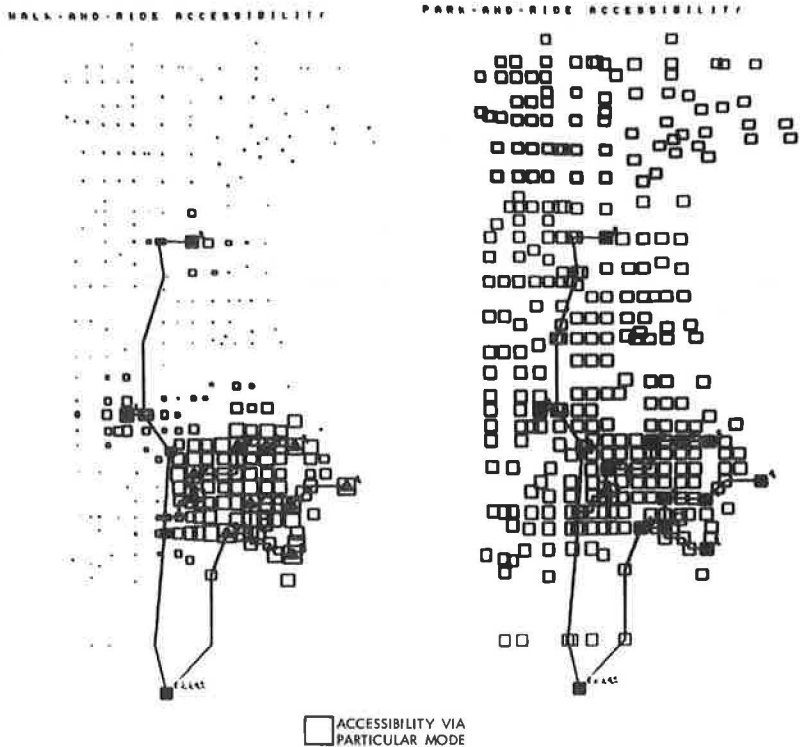 WALK-AND-RIDE ACCESSIBILITY
PARK-AND-RIDE ACCESSIBILITY
ACCESSIBILITY VIA
PARTICULAR MODE